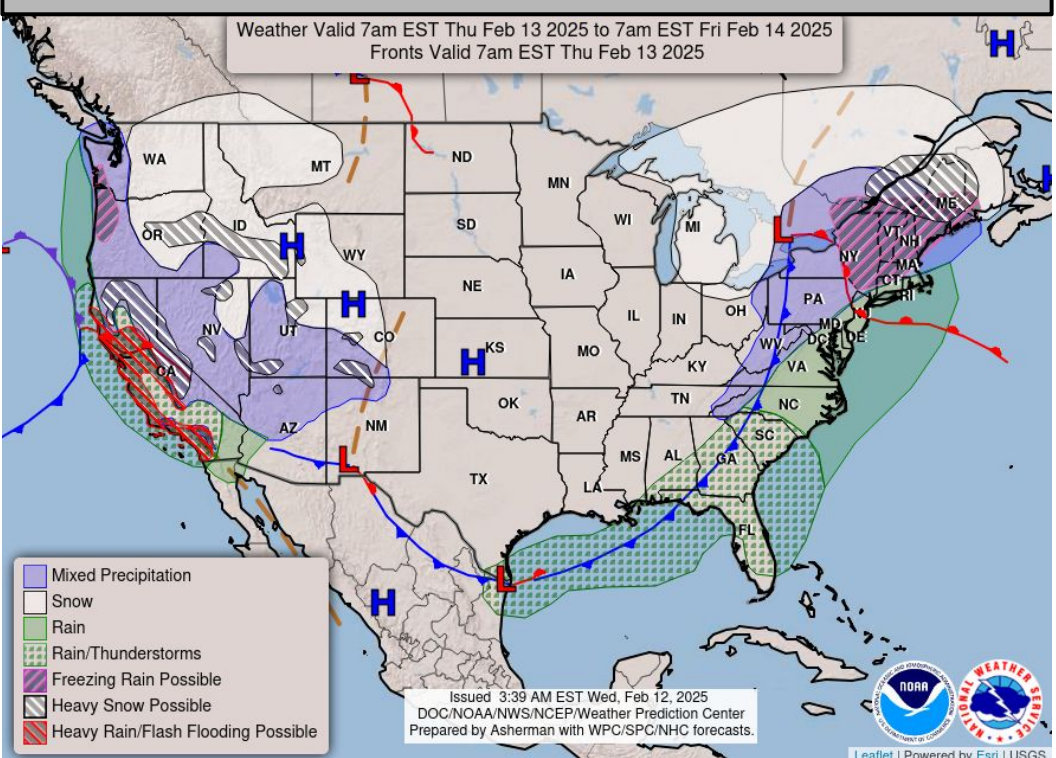 Weather Valid 7am EST Thu Feb 13 2025 to 7am EST Fri Feb 14 2025
Fronts Valid 7am EST Thu Feb 13 2025
H
L
WA
MT
ND
MN
ME
OR
ID
SD
WI
MI
VT
NH
L
NY
MA
H
WY
CT
RI
H
NE
IA
PA
NV
UT
CO
IL
IN
OH
MD
NJ
DE
H
KS
MO
WV
DC
VA
CA
KY
AZ
NM
OK
AR
TN
NC
SC
L
TX
MS
AL
GA
LA
FL
L
H
Mixed Precipitation
Snow
Rain
Rain/Thunderstorms
Freezing Rain Possible
Heavy Snow Possible
Heavy Rain/Flash Flooding Possible
Issued 3:39 AM EST Wed, Feb 12, 2025
DOC/NOAA/NWS/NCEP/Weather Prediction Center
Prepared by Asherman with WPC/SPC/NHC forecasts.
NOAA
NATIONAL WEATHER SERVICE
Leaflet | Powered by Esri | USGS